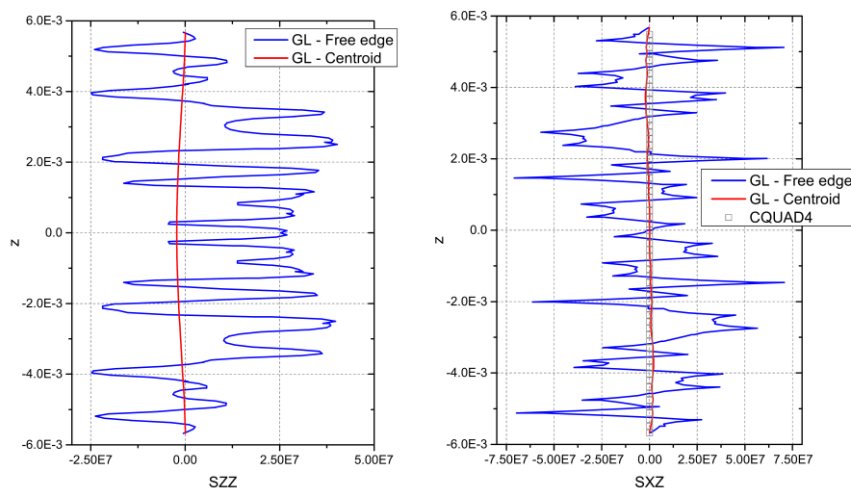 6.0E-3
4.0E-3
2.0E-3
0.0
-2.0E-3
-4.0E-3
-6.0E-3
z
-2.50E7 0.00 2.50E7 5.00E7
SZZ
GL - Free edge
GL - Centroid
6.0E-3
4.0E-3
2.0E-3
0.0
-2.0E-3
-4.0E-3
-6.0E-3
z
-7.50E7 -5.00E7 -2.50E7 0.00 2.50E7 5.00E7 7.50E7
SXZ
GL - Free edge
GL - Centroid
CQUAD4